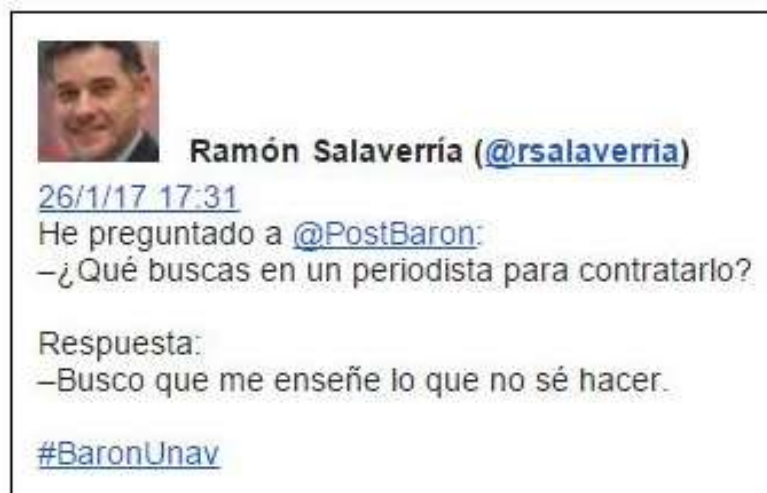 Ramón Salaverría (@rsalaverria)
26/1/17 17:31
He preguntado a @PostBaron:
–¿Qué buscas en un periodista para contratarlo?
Respuesta:
–Busco que me enseñe lo que no sé hacer.
#BaronUnav